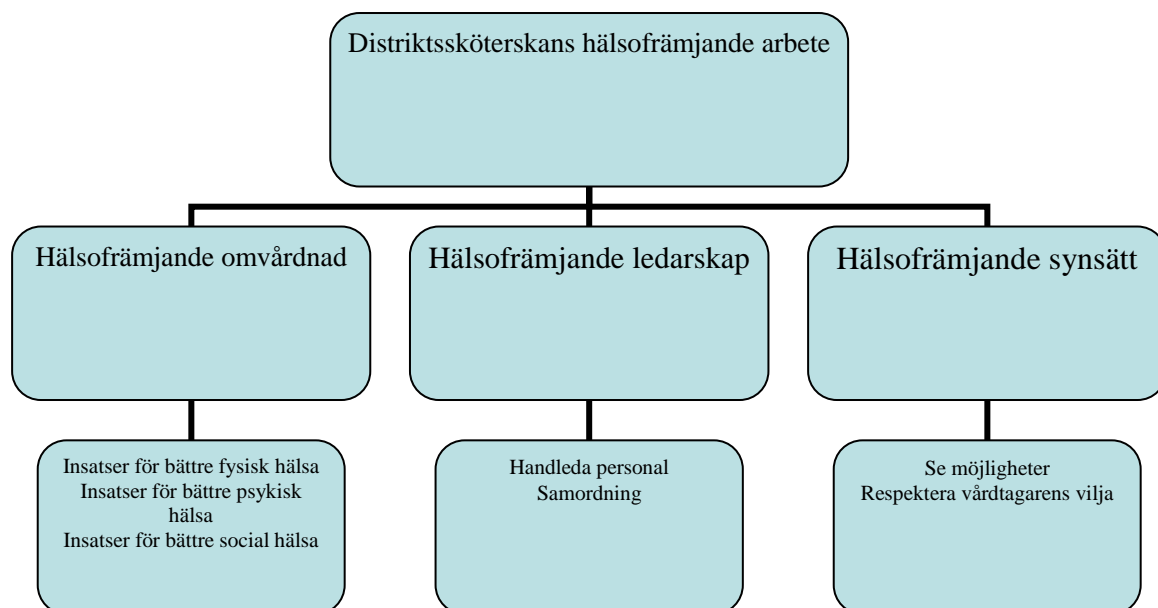 Distriktssköterskans hälsofrämjande arbete
Hälsofrämjande omvårdnad
Hälsofrämjande ledarskap
Hälsofrämjande synsätt
Insatser för bättre fysisk hälsa
Insatser för bättre psykisk
hälsa
Insatser för bättre social hälsa
Handleda personal
Samordning
Se möjligheter
Respektera vårdtagarens vilja